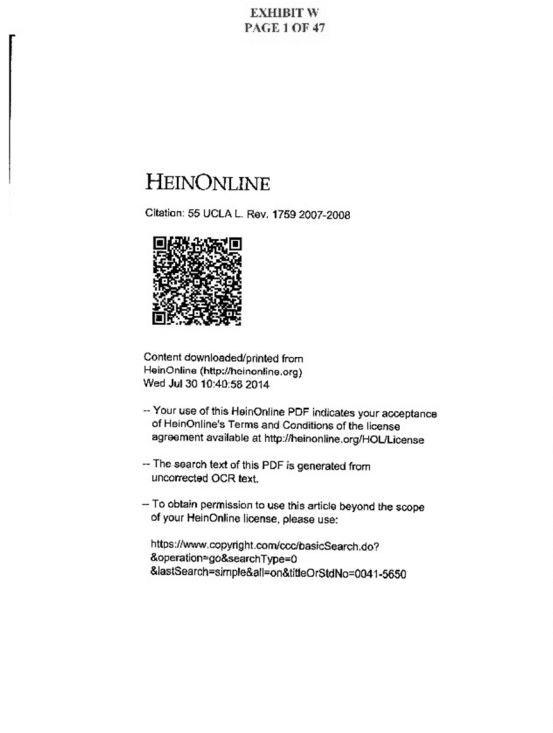 EXHIBIT W
PAGE 1 OF 47
HEINONLINE
Citation: 55 UCLA L. Rev. 1759 2007-2008
Content downloaded/printed from
HeinOnline (http://heinonline.org)
Wed Jul 30 10:40:58 2014
-- Your use of this HeinOnline PDF indicates your acceptance
of HeinOnline's Terms and Conditions of the license
agreement available at http://heinonline.org/HOL/License
-- The search text of this PDF is generated from
uncorrected OCR text.
-- To obtain permission to use this article beyond the scope
of your HeinOnline license, please use:
https://www.copyright.com/ccc/basicSearch.do?
&operation=go&searchType=0
&lastSearch=simple&all=on&titleOrStdNo=0041-5650